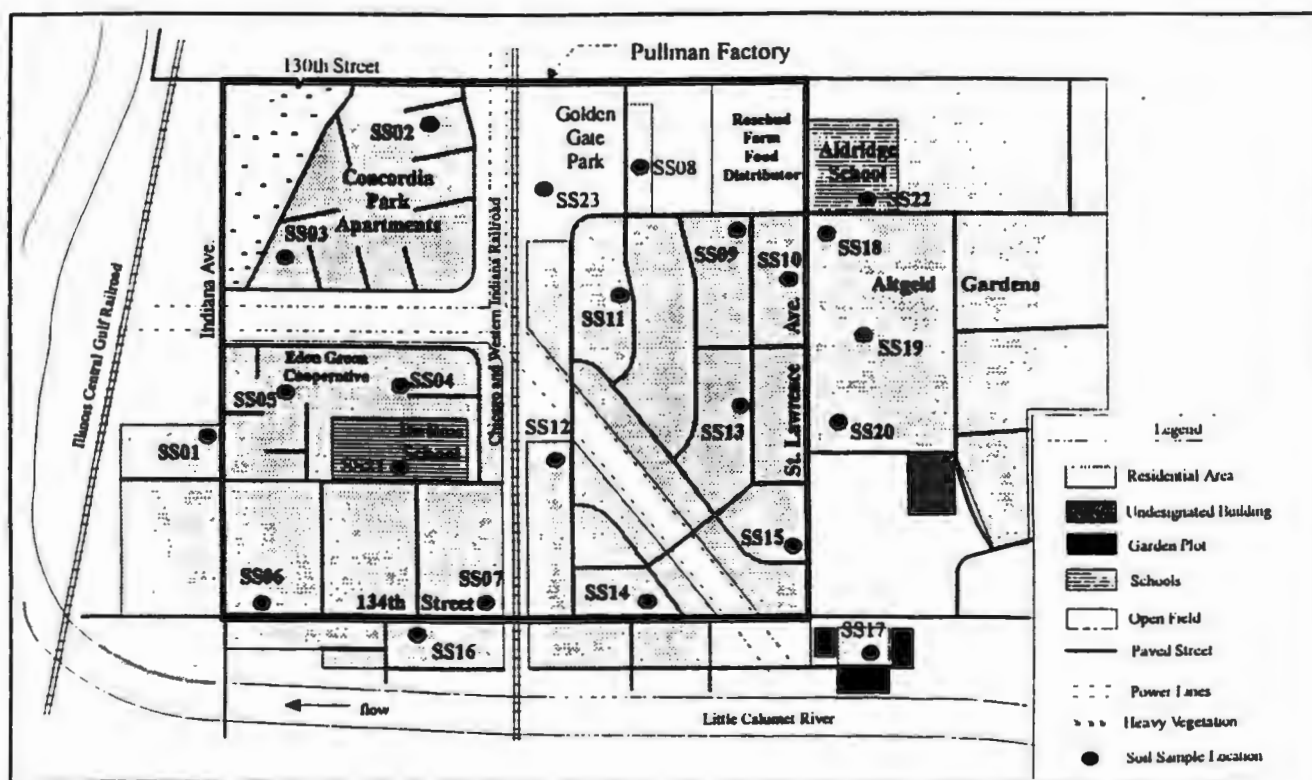 Pullman Factory
130th Street
SS02
Golden
Gate
Park
SS08
SS23
Rosebud
Farm
Food
Distributor
Aldridge
School
SS22
Concordia
Park
Apartments
SS03
SS09
SS10
SS18
Altgeld Gardens
SS11
SS19
Indiana Ave.
Illinois Central Gulf Railroad
Chicago and Western Indiana Railroad
St. Lawrence Ave.
Eden Green
Cooperative
SS04
SS05
SS01
School
SS12
SS13
SS20
SS06
SS07
134th Street
SS14
SS15
SS16
SS17
flow
Little Calumet River
Legend
Residential Area
Undesignated Building
Garden Plot
Schools
Open Field
Paved Street
Power Lines
Heavy Vegetation
Soil Sample Location